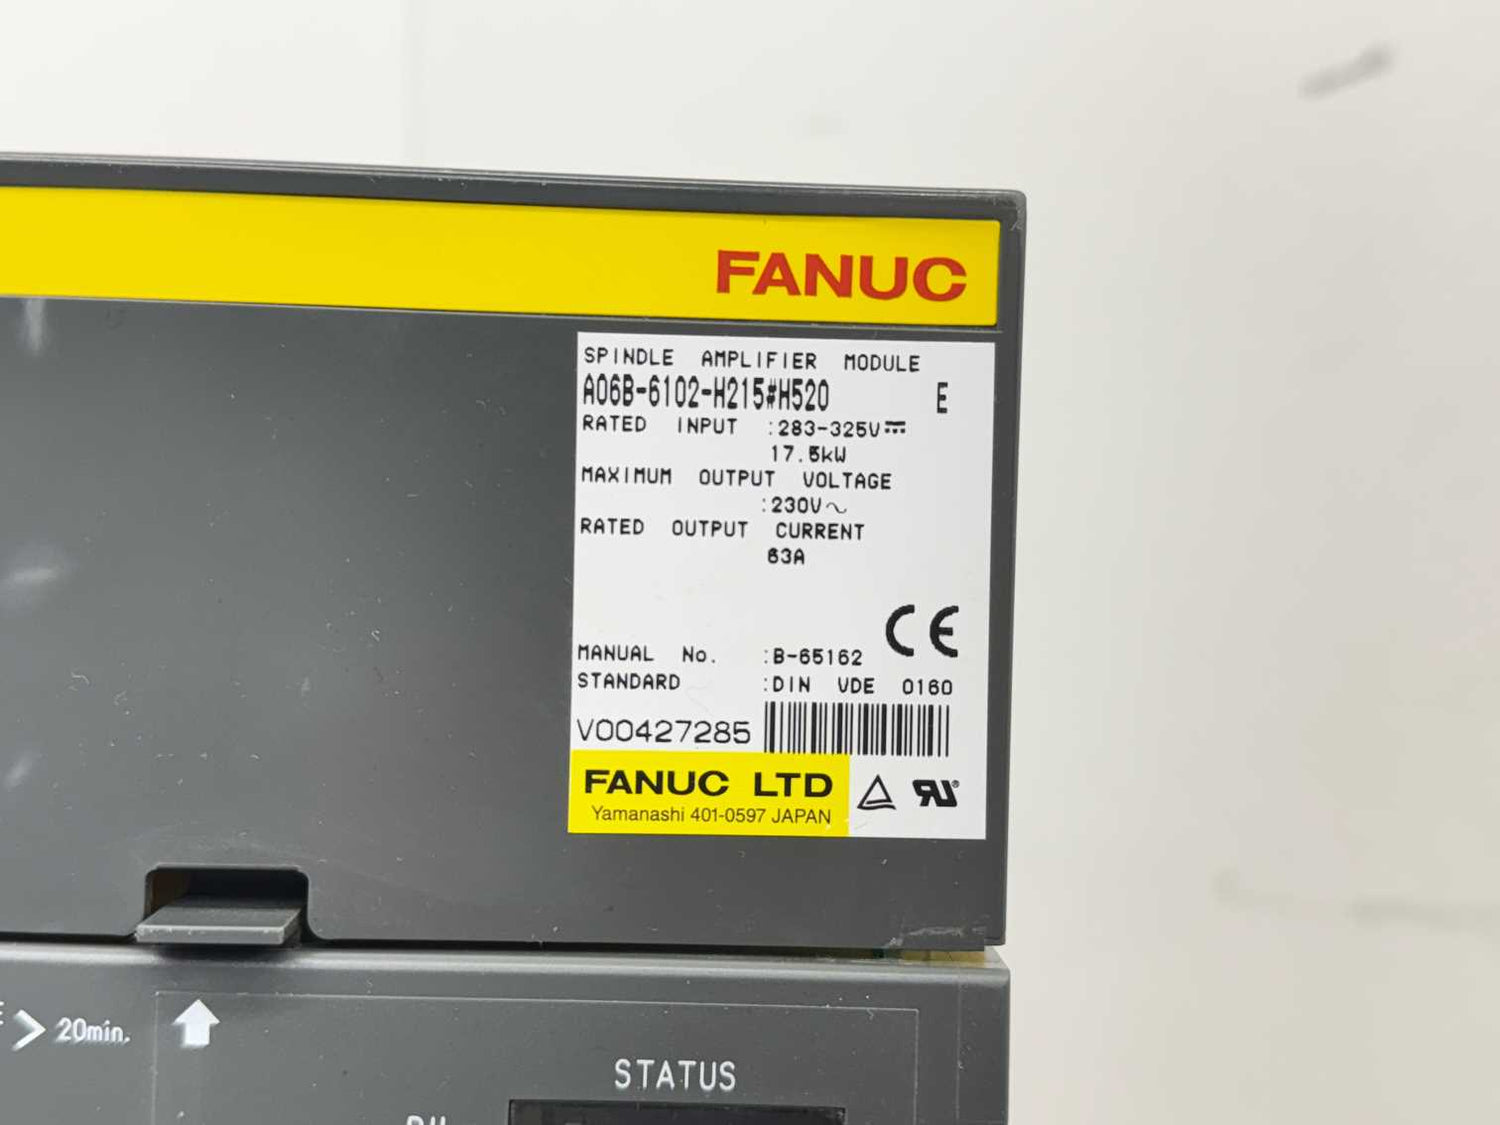 FANUC
SPINDLE AMPLIFIER MODULE
A06B-6102-H215#H520 E
RATED INPUT :283-325V⎓
17.5kW
MAXIMUM OUTPUT VOLTAGE
:230V~
RATED OUTPUT CURRENT
63A
CE
MANUAL No. :B-65162
STANDARD :DIN VDE 0160
V00427285
FANUC LTD
Yamanashi 401-0597 JAPAN
> 20min.
STATUS